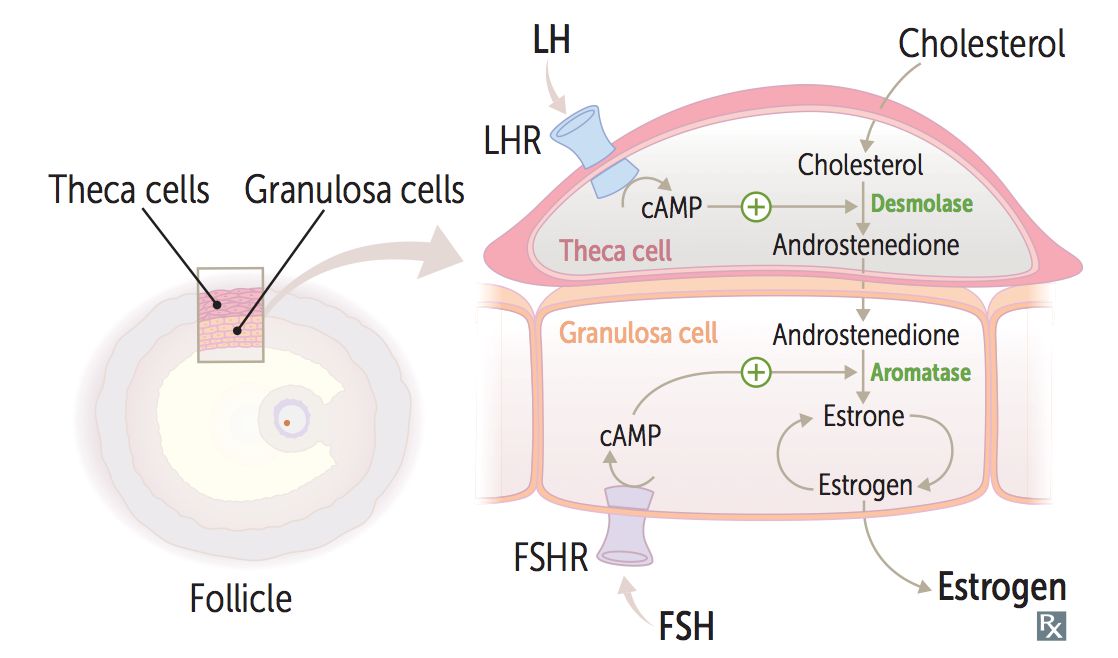 LH
Cholesterol
LHR
Cholesterol
Theca cells
Granulosa cells
cAMP
+
Desmolase
Theca cell
Androstenedione
Granulosa cell
Androstenedione
+
Aromatase
Estrone
cAMP
Estrogen
FSHR
Estrogen
Follicle
FSH
Rx